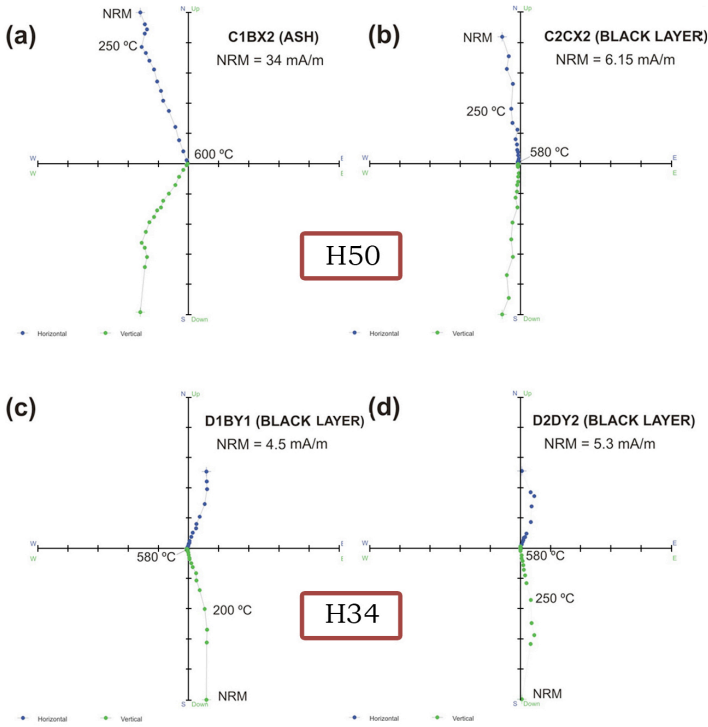 (a)
N Up
NRM
C1BX2 (ASH)
NRM = 34 mA/m
250 ºC
600 ºC
W
W
E
E
S Down
Horizontal
Vertical
(b)
N Up
NRM
C2CX2 (BLACK LAYER)
NRM = 6.15 mA/m
250 ºC
580 ºC
W
W
E
E
S Down
Horizontal
Vertical
H50
(c)
N Up
D1BY1 (BLACK LAYER)
NRM = 4.5 mA/m
W
W
E
580 ºC
200 ºC
NRM
S Down
Horizontal
Vertical
(d)
N Up
D2DY2 (BLACK LAYER)
NRM = 5.3 mA/m
W
W
E
E
580 ºC
250 ºC
NRM
S Down
Horizontal
Vertical
H34